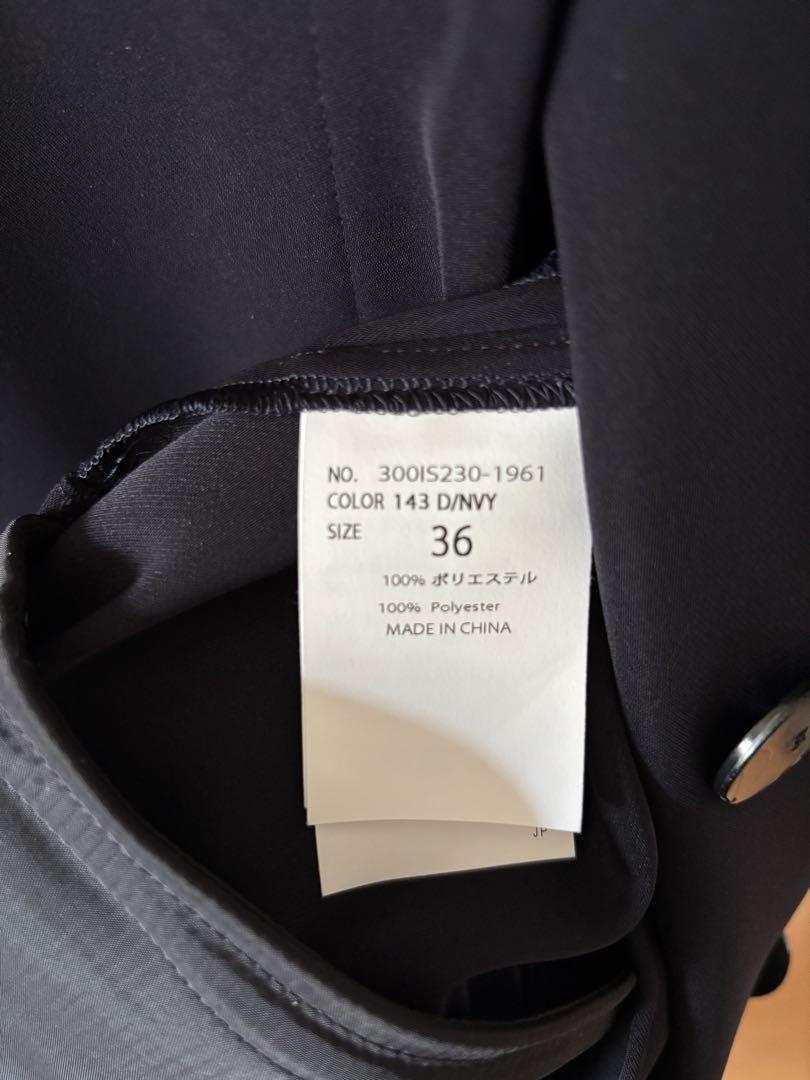 NO. 300IS230-1961
COLOR 143 D/NVY
SIZE 36
100% ポリエステル
100% Polyester
MADE IN CHINA
JP